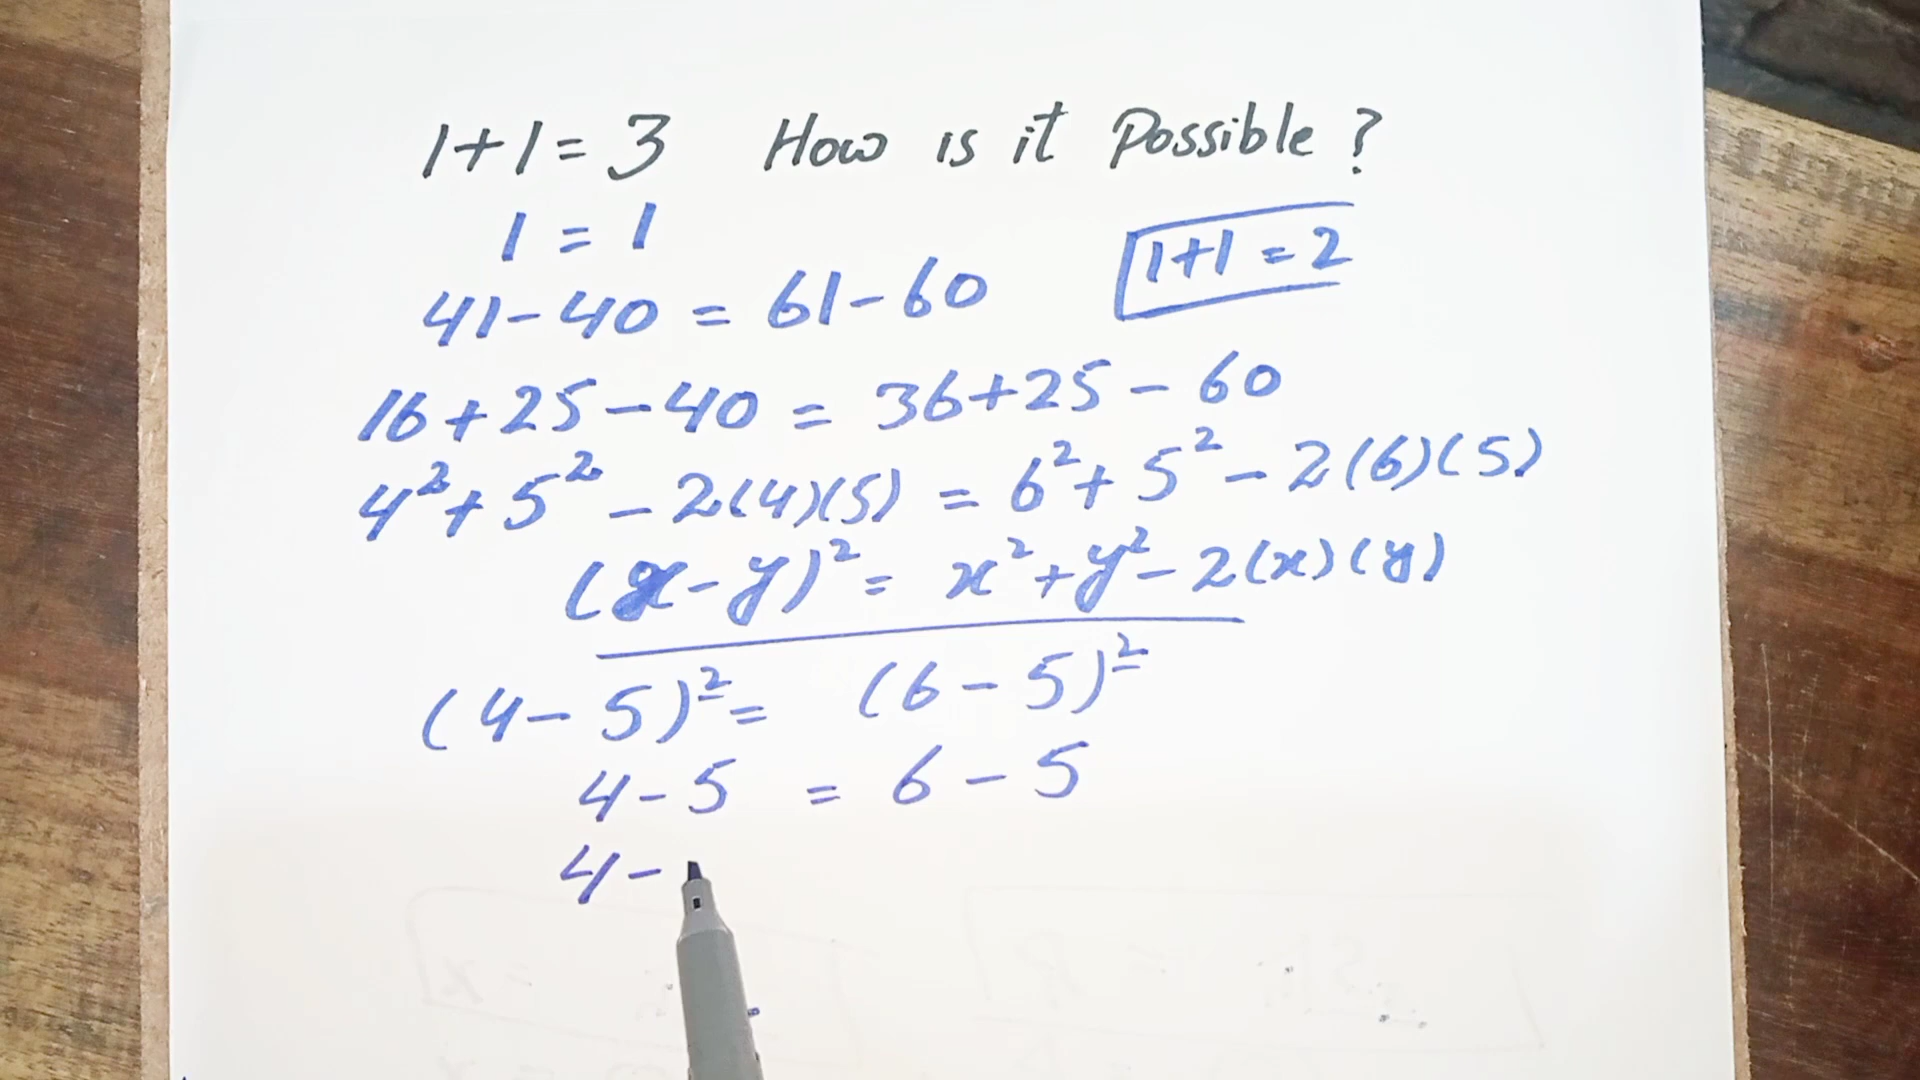 1+1=3 How is it Possible?
1 = 1
1+1=2
41-40 = 61-60
16+25-40 = 36+25-60
4²+5²-2(4)(5) = 6²+5²-2(6)(5)
(x-y)² = x²+y²-2(x)(y)
(4-5)² = (6-5)²
4-5 = 6-5
4-